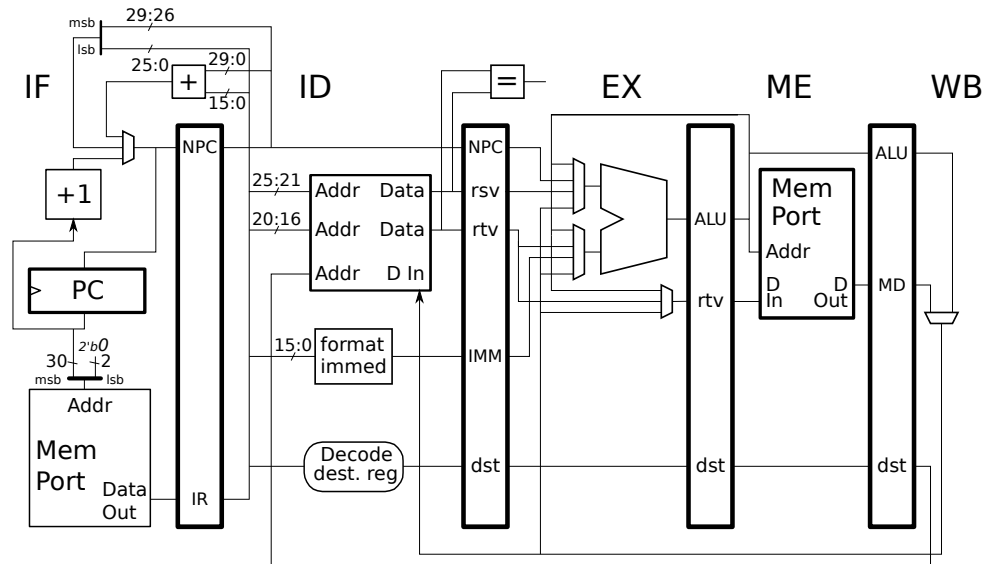 29:26
msb
lsb
25:0
29:0
+
15:0
=
IF
ID
EX
ME
WB
NPC
NPC
ALU
+1
25:21
Addr
Data
rsv
Mem
Port
20:16
Addr
Data
rtv
ALU
Addr
Addr
D In
PC
D
In
D
Out
MD
rtv
2'b0
30
2
msb
lsb
15:0
format
immed
IMM
Addr
Mem
Port
Data
Out
IR
Decode
dest. reg
dst
dst
dst